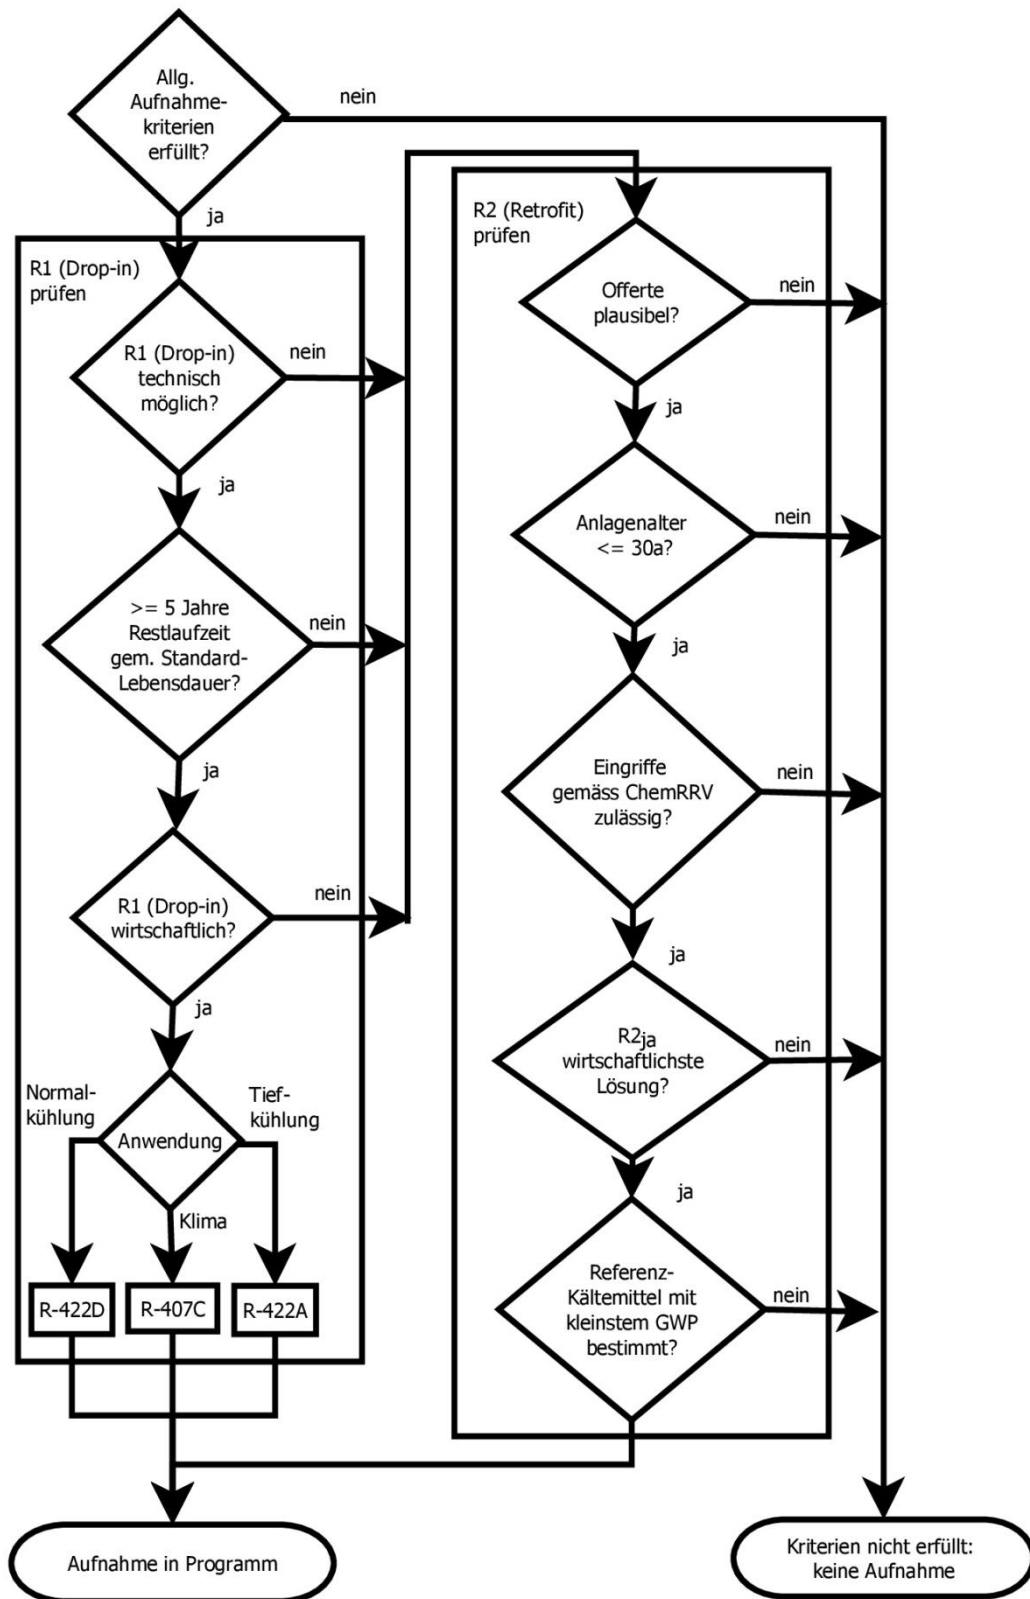 Allg.
Aufnahme-
kriterien
erfüllt?
nein
ja
R1 (Drop-in)
prüfen
R1 (Drop-in)
technisch
möglich?
nein
ja
>= 5 Jahre
Restlaufzeit
gem. Standard-
Lebensdauer?
nein
ja
R1 (Drop-in)
wirtschaftlich?
nein
ja
Normal-
kühlung
Tief-
kühlung
Anwendung
Klima
R-422D
R-407C
R-422A
R2 (Retrofit)
prüfen
Offerte
plausibel?
nein
ja
Anlagenalter
<= 30a?
nein
ja
Eingriffe
gemäss ChemRRV
zulässig?
nein
ja
R2ja
wirtschaftlichste
Lösung?
nein
ja
Referenz-
Kältemittel mit
kleinstem GWP
bestimmt?
nein
Aufnahme in Programm
Kriterien nicht erfüllt:
keine Aufnahme